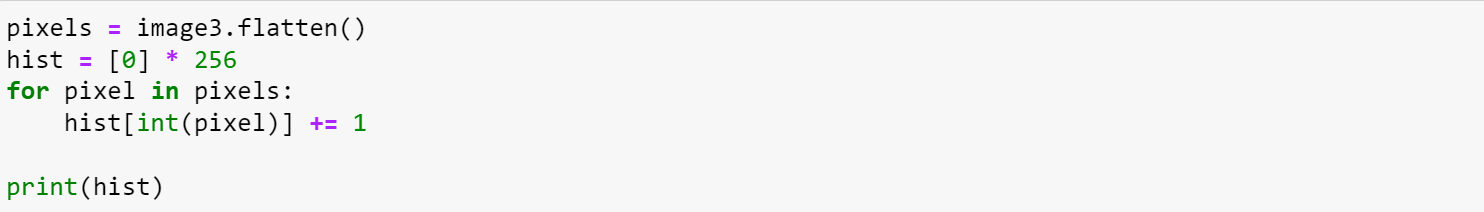 pixels = image3.flatten()
hist = [0] * 256
for pixel in pixels:
    hist[int(pixel)] += 1

print(hist)